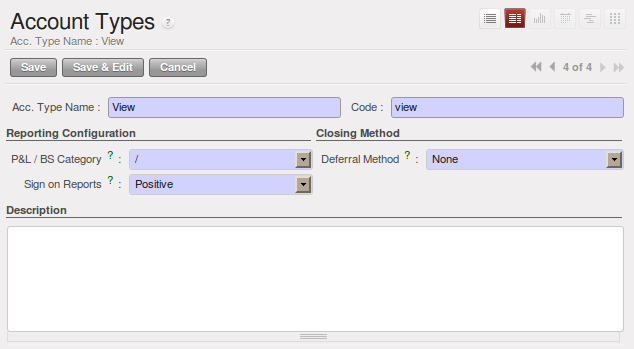 Account Types ?
Acc. Type Name : View
Save Save & Edit Cancel 4 of 4
Acc. Type Name : View Code : view
Reporting Configuration Closing Method
P&L / BS Category ? : / Deferral Method ? : None
Sign on Reports ? : Positive
Description